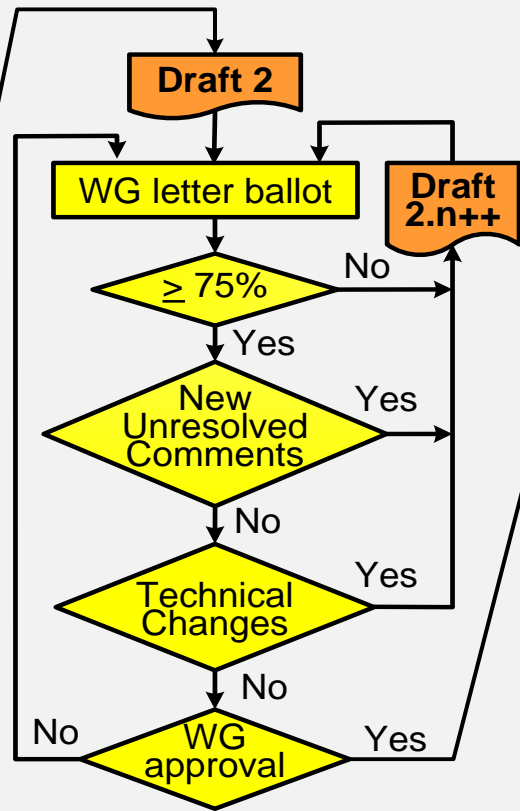 Draft 2
WG letter ballot
Draft
2.n++
≥ 75%
No
Yes
New
Unresolved
Comments
Yes
No
Technical
Changes
Yes
No
No
WG
approval
Yes